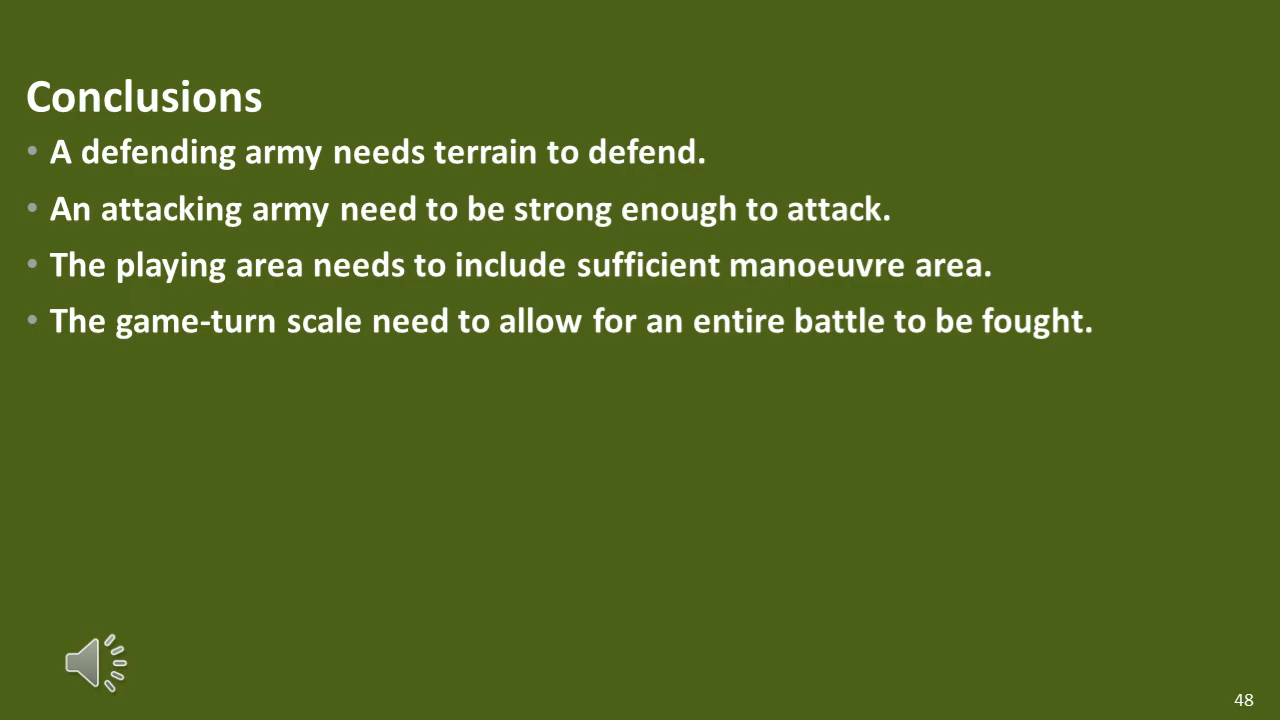 Conclusions
• A defending army needs terrain to defend.
• An attacking army need to be strong enough to attack.
• The playing area needs to include sufficient manoeuvre area.
• The game-turn scale need to allow for an entire battle to be fought.
48